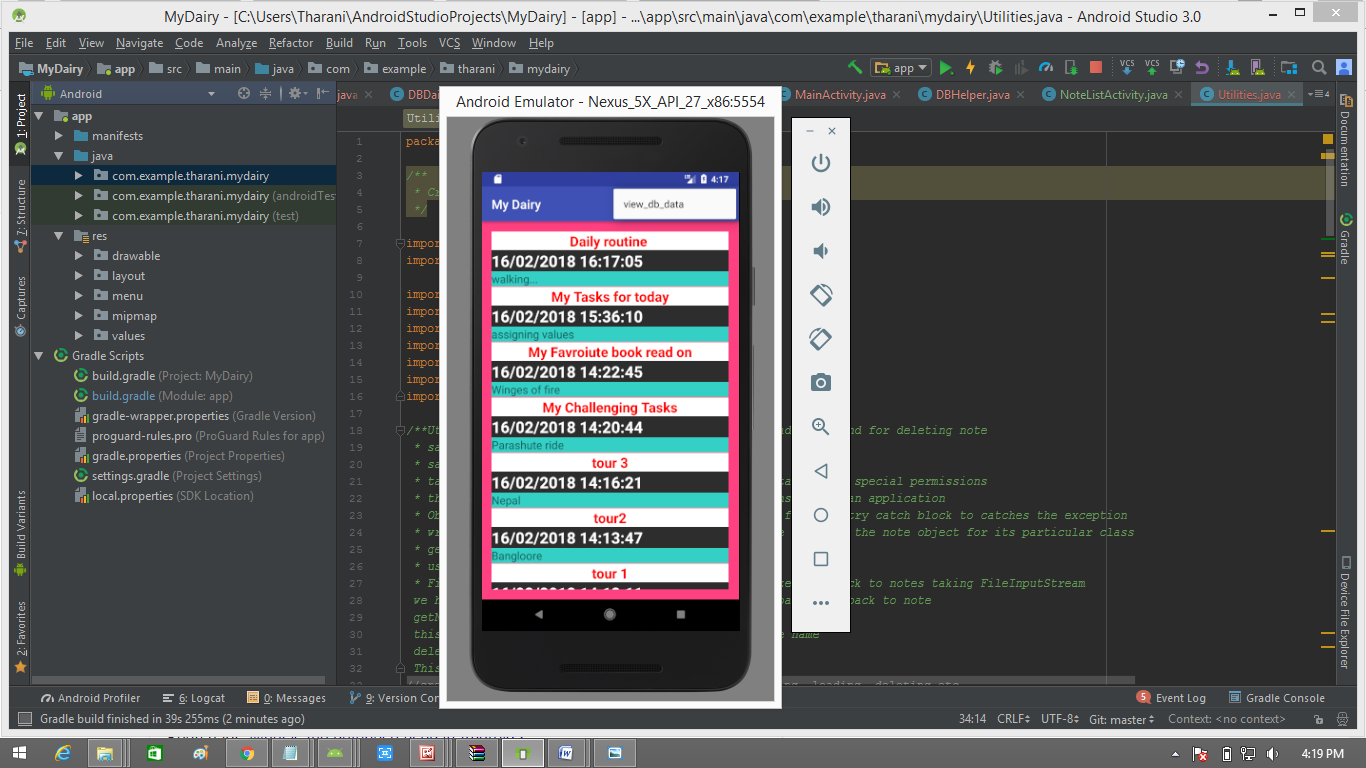 MyDairy - [C:\Users\Tharani\AndroidStudioProjects\MyDairy] - [app] - ...\app\src\main\java\com\example\tharani\mydairy\Utilities.java - Android Studio 3.0
File Edit View Navigate Code Analyze Refactor Build Run Tools VCS Window Help
MyDairy app src main java com example tharani mydairy app VCS VCS
Android
java
DBDa
MainActivity.java
DBHelper.java
NoteListActivity.java
Utilities.java
4
1: Project
7: Structure
Captures
Build Variants
2: Favorites
app
manifests
java
com.example.tharani.mydairy
com.example.tharani.mydairy (androidTes
com.example.tharani.mydairy (test)
res
drawable
layout
menu
mipmap
values
Gradle Scripts
build.gradle (Project: MyDairy)
build.gradle (Module: app)
gradle-wrapper.properties (Gradle Version)
proguard-rules.pro (ProGuard Rules for app)
gradle.properties (Project Properties)
settings.gradle (Project Settings)
local.properties (SDK Location)
Utili
1 packa
2
3 /**
4 * Cr
5 */
6
7 impor
8 impor
9
10 impor
11 impor
12 impor
13 impor
14 impor
15 impor
16 impor
17
18 /**Ut
19 * sa
20 * sa
21 * ta
22 * th
23 * Ob
24 * wi
25 * ge
26 * us
27 * Fi
28 we h
29 getN
30 this
31 dele
32 This
nd for deleting note
special permissions
an application
ry catch block to catches the exception
the note object for its particular class
ck to notes taking FileInputStream
back to note
name
Android Emulator - Nexus_5X_API_27_x86:5554
4:17
My Dairy
view_db_data
Daily routine
16/02/2018 16:17:05
walking...
My Tasks for today
16/02/2018 15:36:10
assigning values
My Favroiute book read on
16/02/2018 14:22:45
Winges of fire
My Challenging Tasks
16/02/2018 14:20:44
Parashute ride
tour 3
16/02/2018 14:16:21
Nepal
tour2
16/02/2018 14:13:47
Bangloore
tour 1
Documentation
Gradle
Device File Explorer
Android Profiler
6: Logcat
0: Messages
9: Version Con
5 Event Log
Gradle Console
Gradle build finished in 39s 255ms (2 minutes ago)
34:14 CRLF UTF-8 Git: master Context: <no context>
4:19 PM